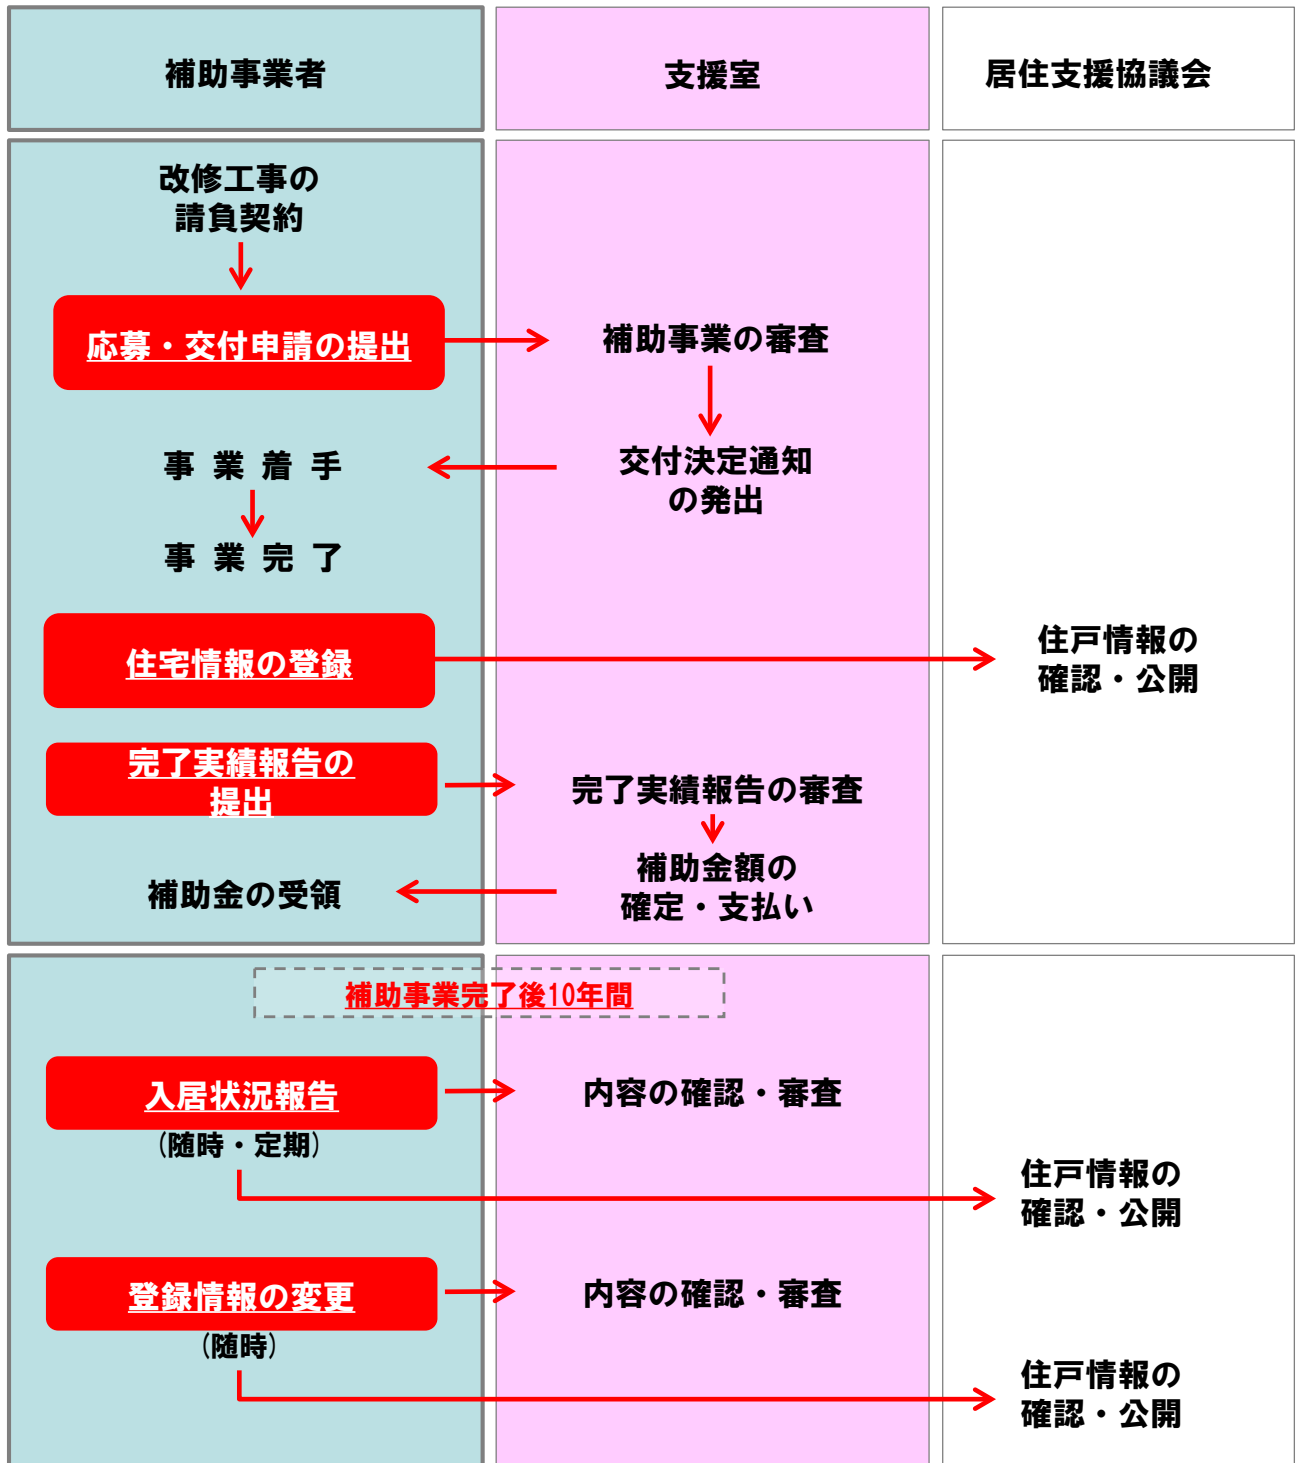 補助事業者
支援室
居住支援協議会
改修工事の
請負契約
応募・交付申請の提出
補助事業の審査
事 業 着 手
交付決定通知
の発出
事 業 完 了
住宅情報の登録
住戸情報の
確認・公開
完了実績報告の
提出
完了実績報告の審査
補助金の受領
補助金額の
確定・支払い
補助事業完了後10年間
入居状況報告
(随時・定期)
内容の確認・審査
住戸情報の
確認・公開
登録情報の変更
(随時)
内容の確認・審査
住戸情報の
確認・公開